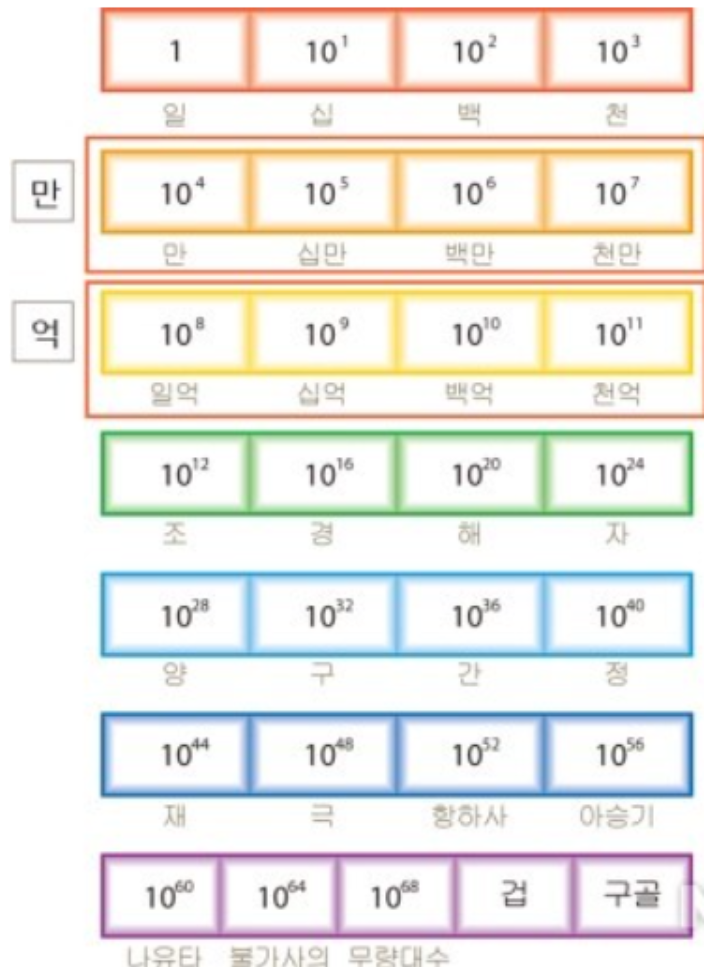 1 10¹ 10² 10³
일 십 백 천
만 10⁴ 10⁵ 10⁶ 10⁷
만 십만 백만 천만
억 10⁸ 10⁹ 10¹⁰ 10¹¹
일억 십억 백억 천억
10¹² 10¹⁶ 10²⁰ 10²⁴
조 경 해 자
10²⁸ 10³² 10³⁶ 10⁴⁰
양 구 간 정
10⁴⁴ 10⁴⁸ 10⁵² 10⁵⁶
재 극 항하사 아승기
10⁶⁰ 10⁶⁴ 10⁶⁸ 겁 구골
나유타 불가사의 무량대수